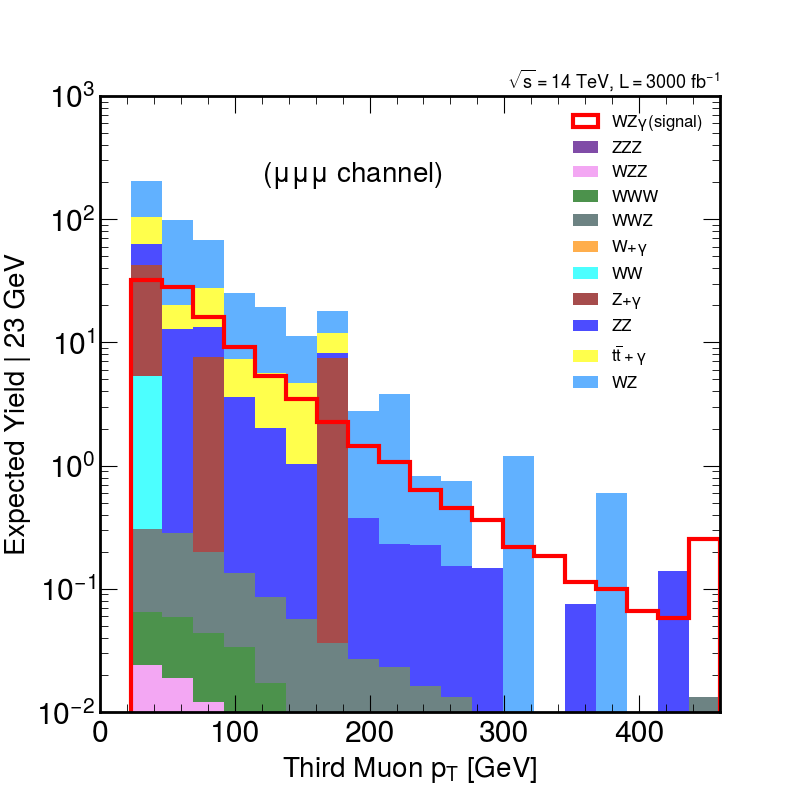 √s = 14 TeV, L = 3000 fb⁻¹
10³
10²
10¹
10⁰
10⁻¹
10⁻²
Expected Yield | 23 GeV
(μμμ channel)
WZγ(signal)
ZZZ
WZZ
WWW
WWZ
W+γ
WW
Z+γ
ZZ
tt̄+γ
WZ
0 100 200 300 400
Third Muon p_T [GeV]